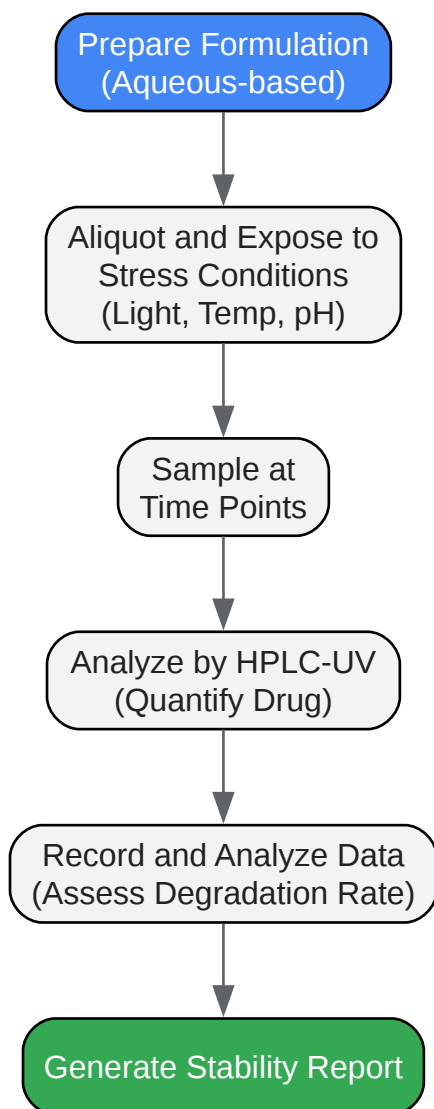 Prepare Formulation
(Aqueous-based)
Aliquot and Expose to
Stress Conditions
(Light, Temp, pH)
Sample at
Time Points
Analyze by HPLC-UV
(Quantify Drug)
Record and Analyze Data
(Assess Degradation Rate)
Generate Stability Report